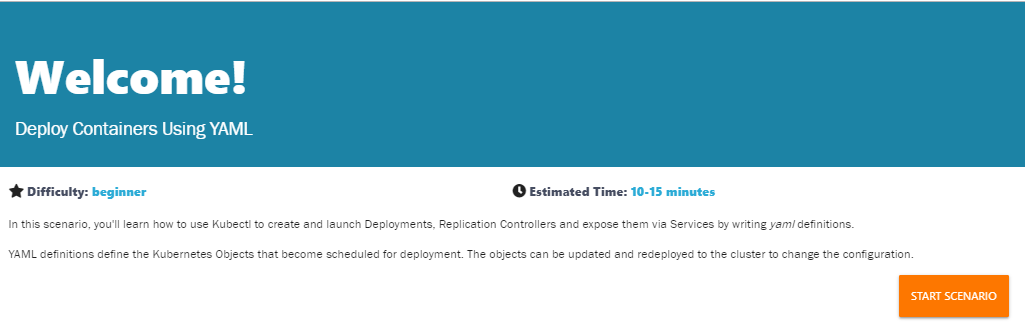 Welcome!
Deploy Containers Using YAML
Difficulty: beginner
Estimated Time: 10-15 minutes
In this scenario, you'll learn how to use Kubectl to create and launch Deployments, Replication Controllers and expose them via Services by writing yaml definitions.
YAML definitions define the Kubernetes Objects that become scheduled for deployment. The objects can be updated and redeployed to the cluster to change the configuration.
START SCENARIO